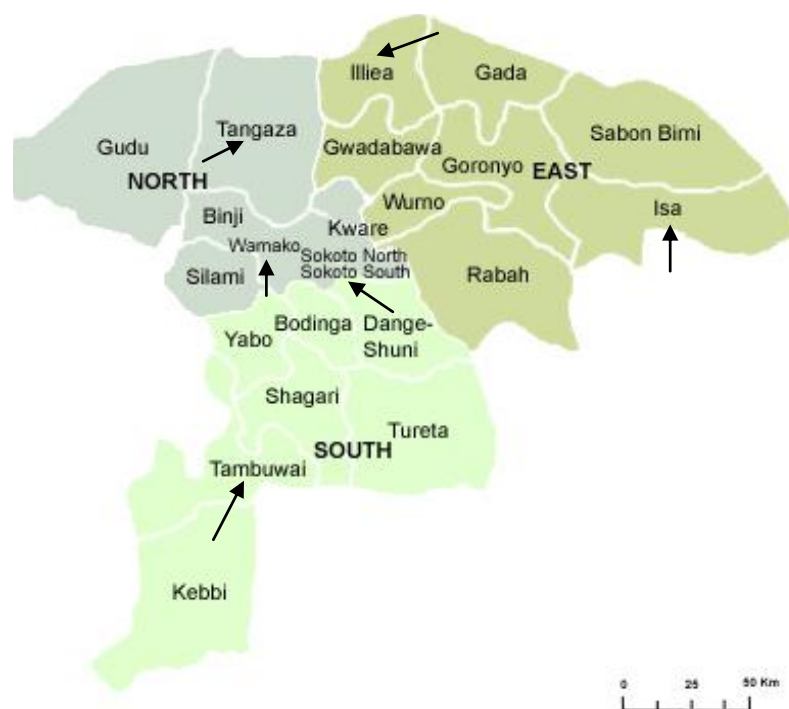 Illiea
Gada
Tangaza
Sabon Bimi
Gudu
Gwadabawa
Goronyo
EAST
NORTH
Wurno
Isa
Binji
Kware
Wamako
Sokoto North
Sokoto South
Silami
Rabah
Bodinga
Dange-
Shuni
Yabo
Shagari
Tureta
SOUTH
Tambuwai
Kebbi
0 25 50 Km